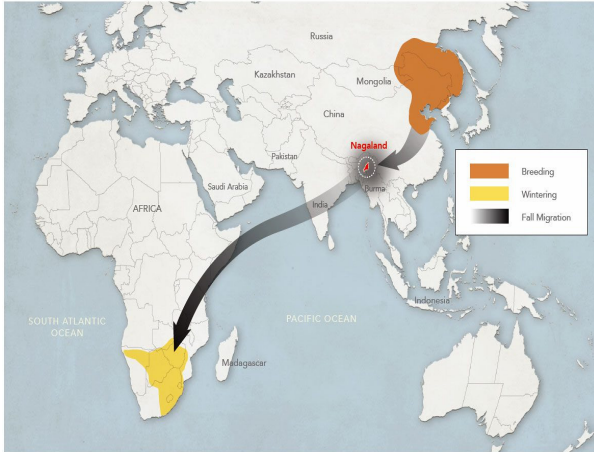 Russia
Kazakhstan
Mongolia
China
Nagaland
Pakistan
Burma
Saudi Arabia
India
AFRICA
Breeding
Wintering
Fall Migration
Indonesia
SOUTH ATLANTIC
OCEAN
PACIFIC OCEAN
Madagascar